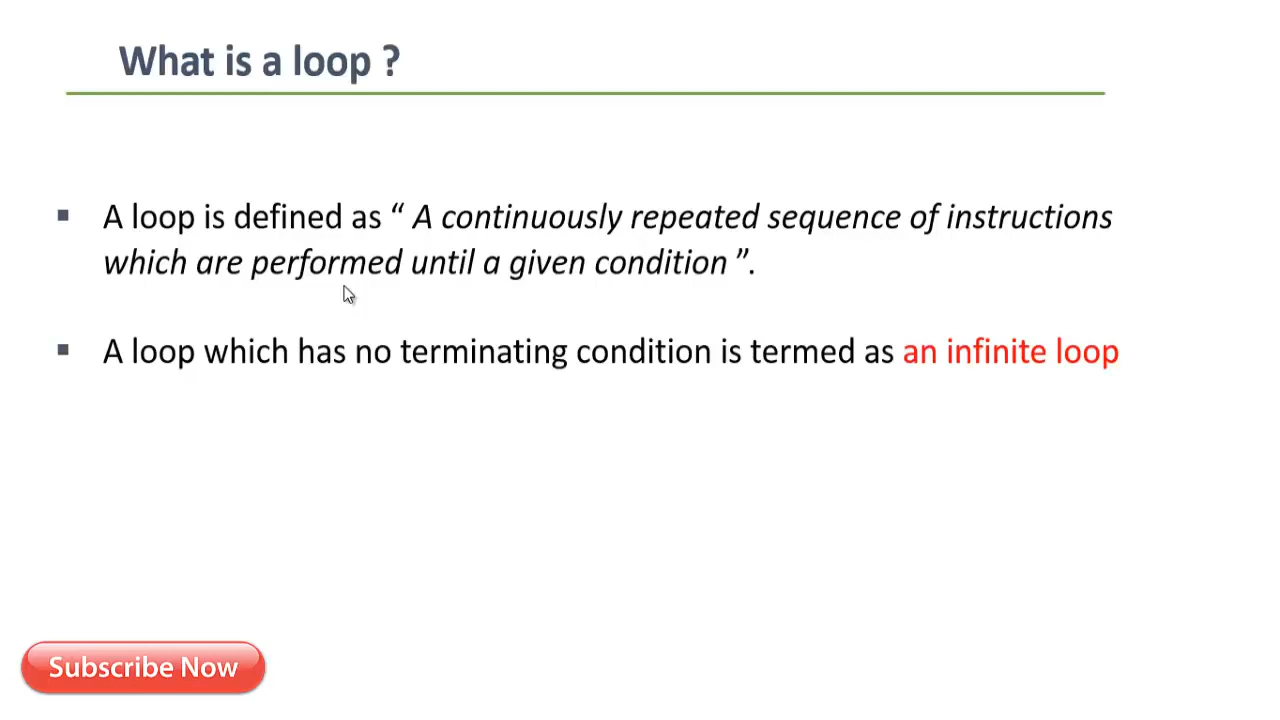 What is a loop ?
A loop is defined as “ A continuously repeated sequence of instructions
which are performed until a given condition ”.
A loop which has no terminating condition is termed as an infinite loop
Subscribe Now